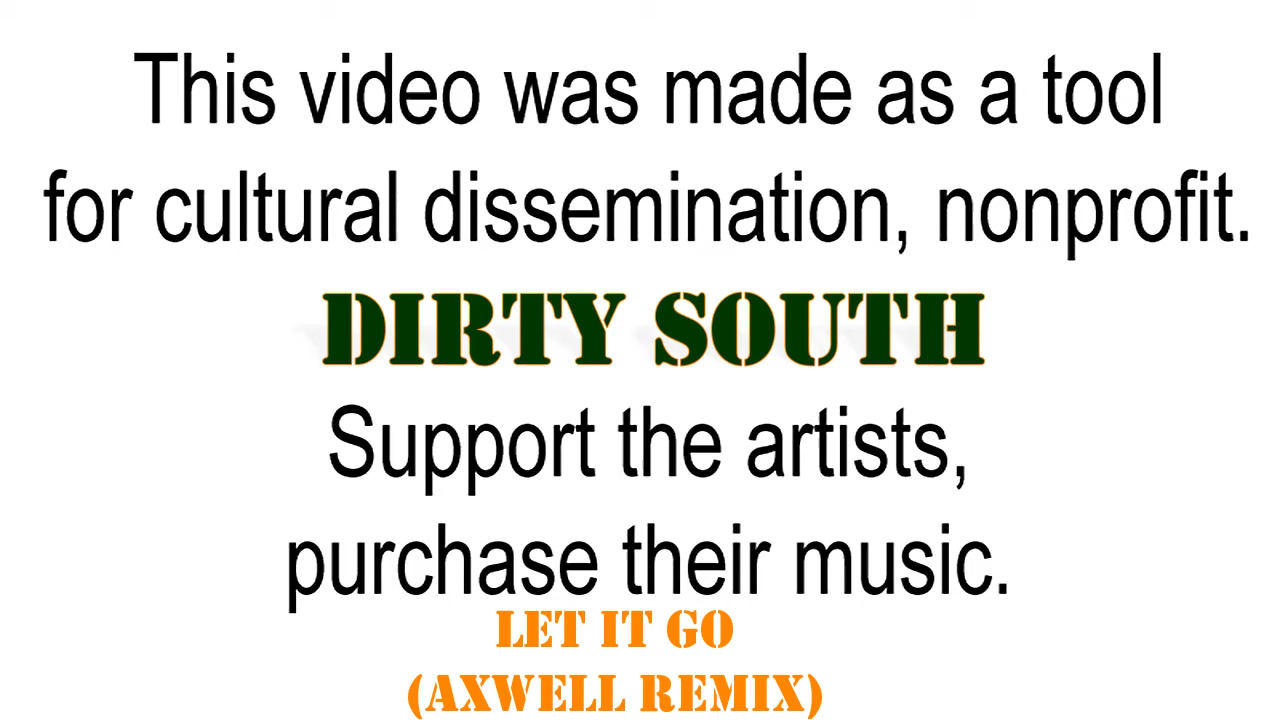 This video was made as a tool
for cultural dissemination, nonprofit.
DIRTY SOUTH
Support the artists,
purchase their music.
LET IT GO
(AXWELL REMIX)